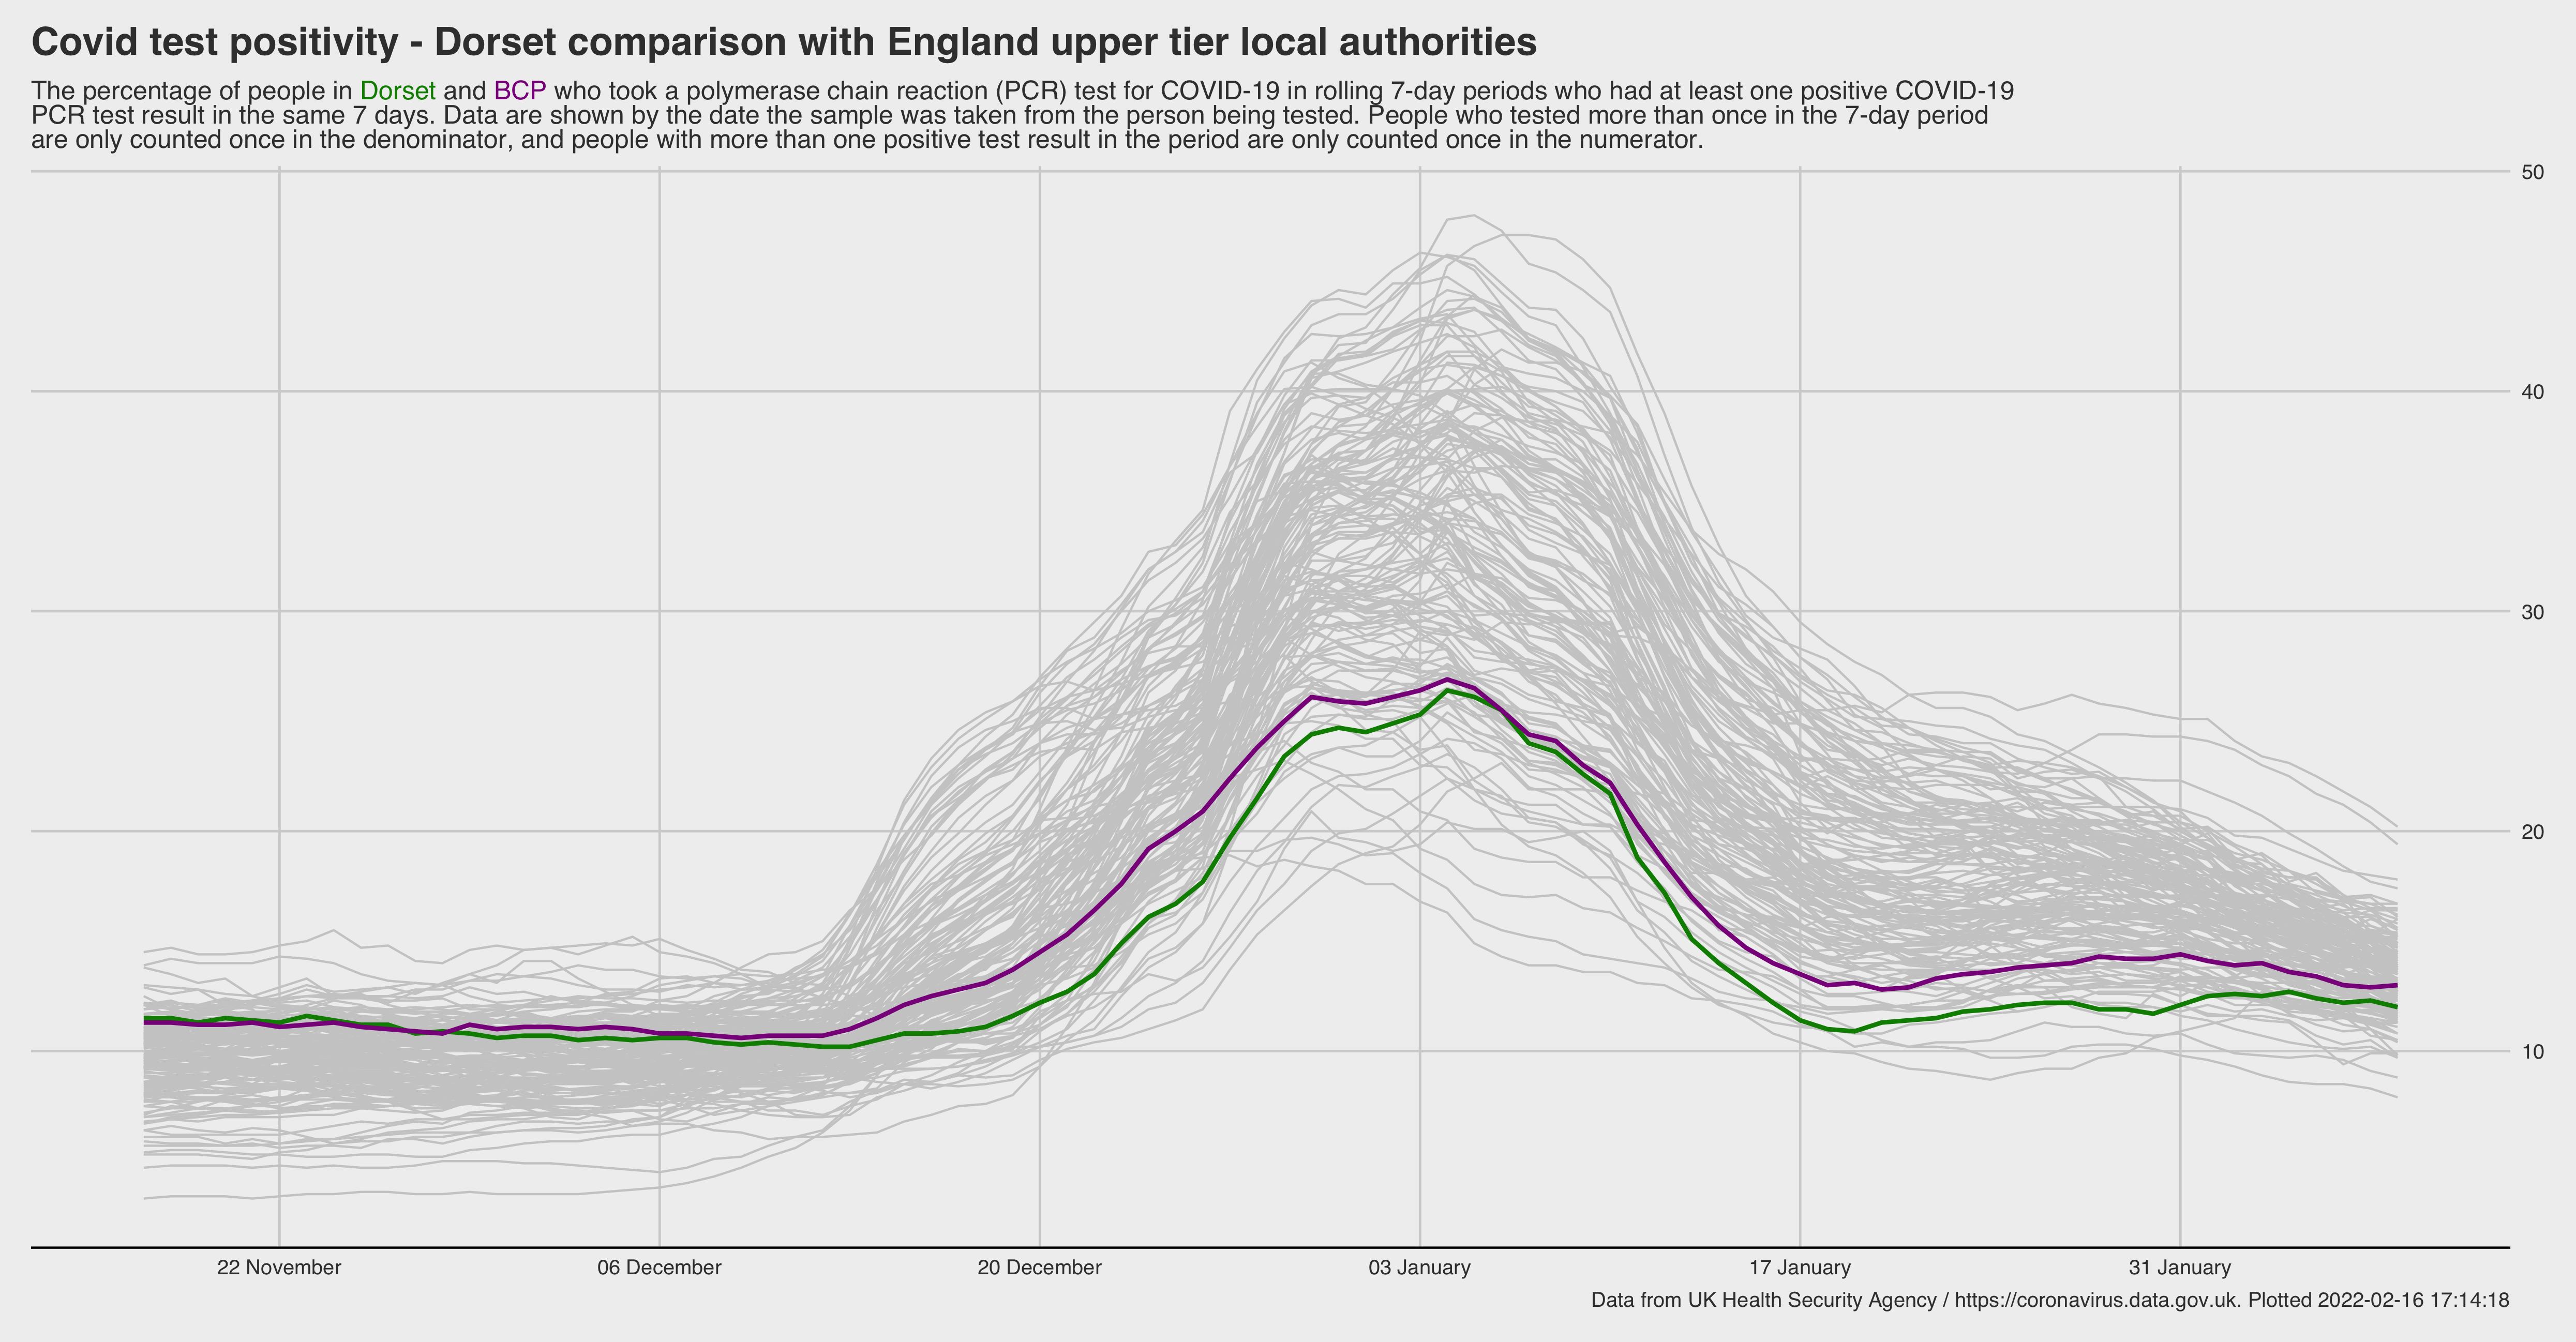 Covid test positivity - Dorset comparison with England upper tier local authorities
The percentage of people in Dorset and BCP who took a polymerase chain reaction (PCR) test for COVID-19 in rolling 7-day periods who had at least one positive COVID-19
PCR test result in the same 7 days. Data are shown by the date the sample was taken from the person being tested. People who tested more than once in the 7-day period
are only counted once in the denominator, and people with more than one positive test result in the period are only counted once in the numerator.
50
40
30
20
10
22 November 06 December 20 December 03 January 17 January 31 January
Data from UK Health Security Agency / https://coronavirus.data.gov.uk. Plotted 2022-02-16 17:14:18